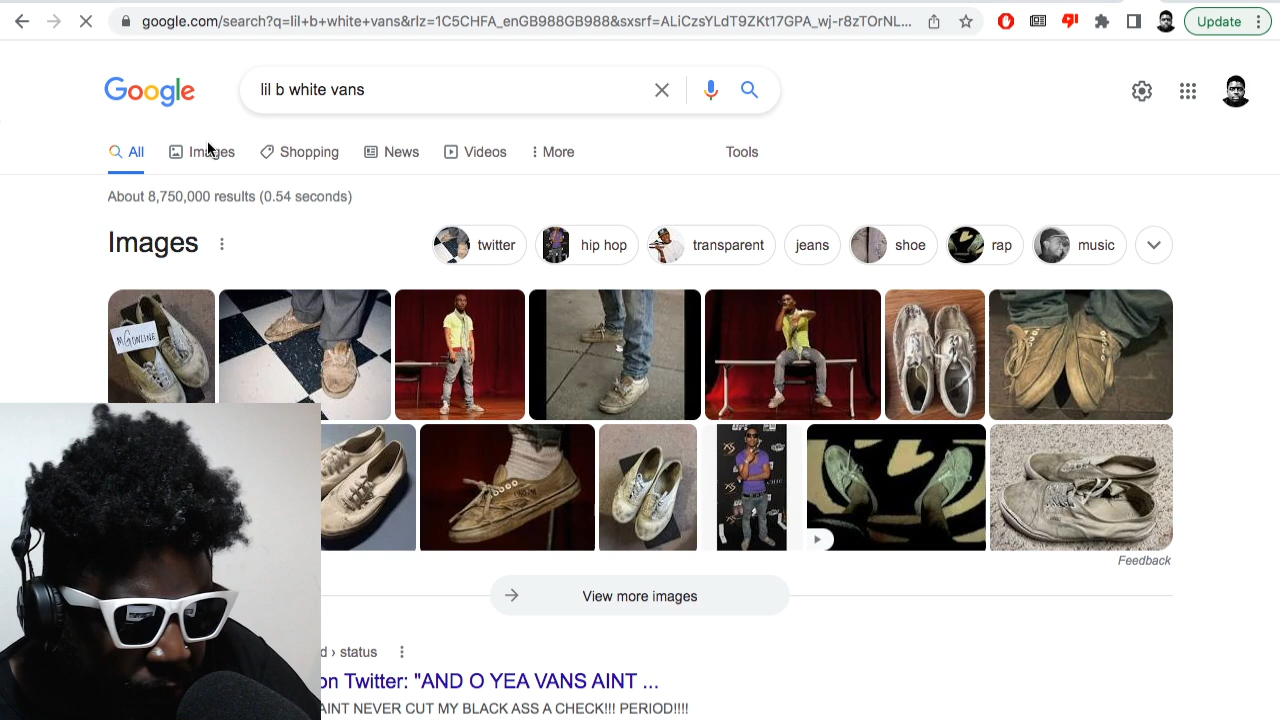 google.com/search?q=lil+b+white+vans&rlz=1C5CHFA_enGB988GB988&sxsrf=ALiCzsYLdT9ZKt17GPA_wj-r8zTOrNL...
Update
Google
lil b white vans
All
Images
Shopping
News
Videos
More
Tools
About 8,750,000 results (0.54 seconds)
Images
twitter
hip hop
transparent
jeans
shoe
rap
music
MGONLINE
Feedback
View more images
d › status
on Twitter: "AND O YEA VANS AINT ...
AINT NEVER CUT MY BLACK ASS A CHECK!!! PERIOD!!!!